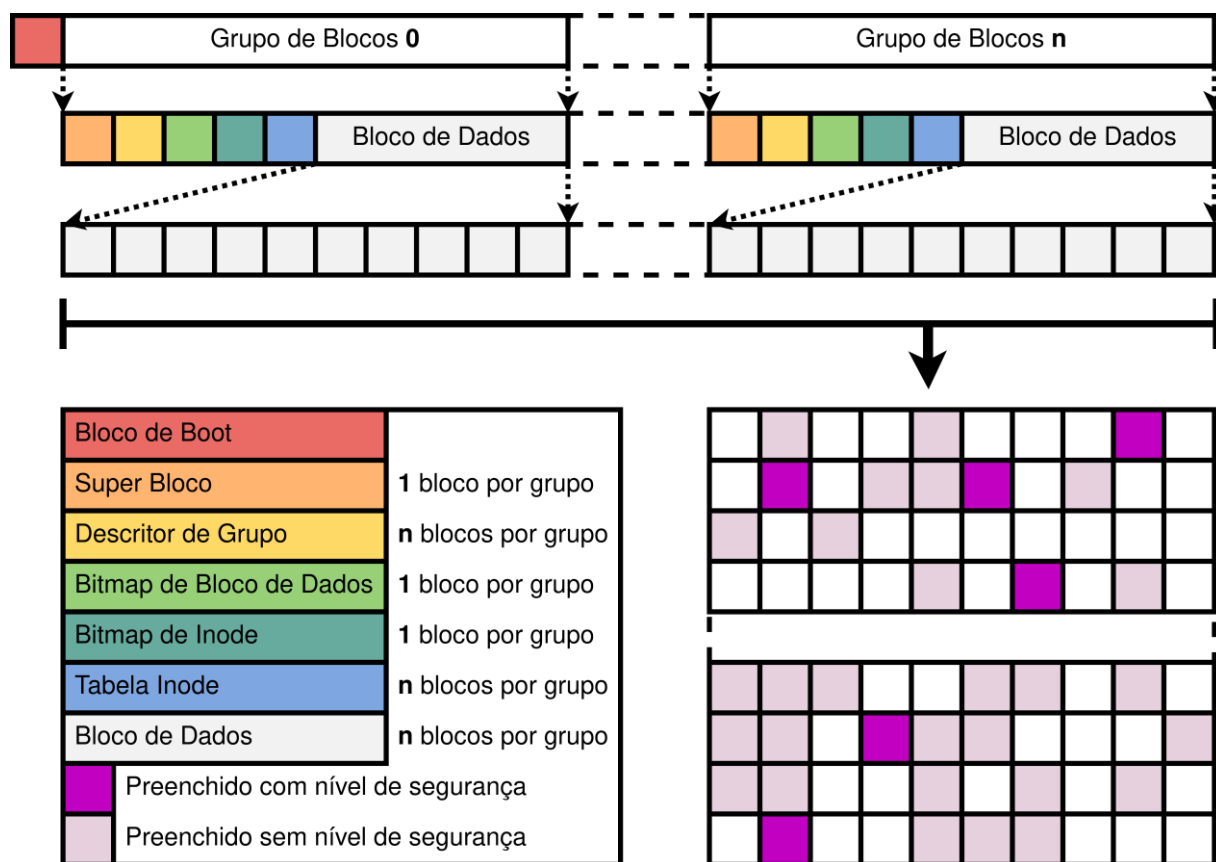 Grupo de Blocos 0
Grupo de Blocos n
Bloco de Dados
Bloco de Dados
Bloco de Boot
Super Bloco 1 bloco por grupo
Descritor de Grupo n blocos por grupo
Bitmap de Bloco de Dados 1 bloco por grupo
Bitmap de Inode 1 bloco por grupo
Tabela Inode n blocos por grupo
Bloco de Dados n blocos por grupo
Preenchido com nível de segurança
Preenchido sem nível de segurança